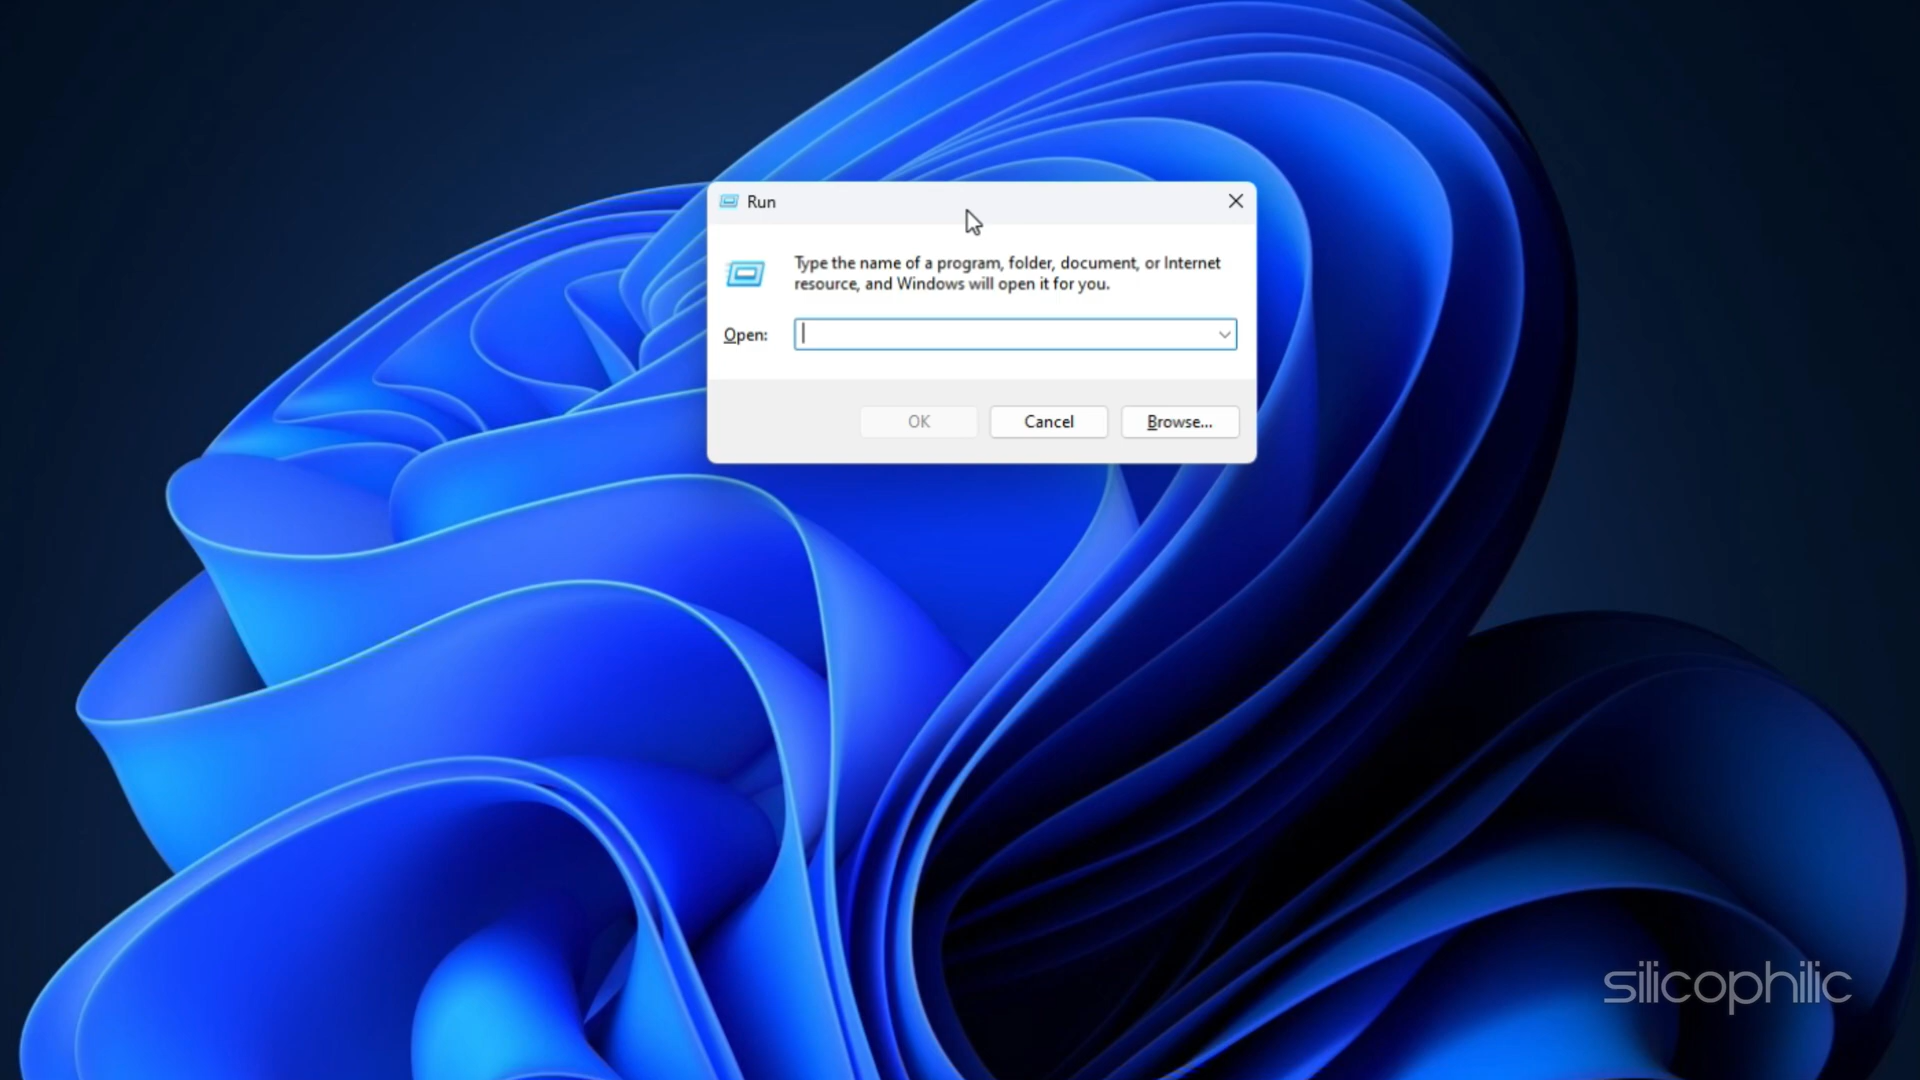 Run
Type the name of a program, folder, document, or Internet
resource, and Windows will open it for you.
Open:
OK Cancel Browse...
silicophilic